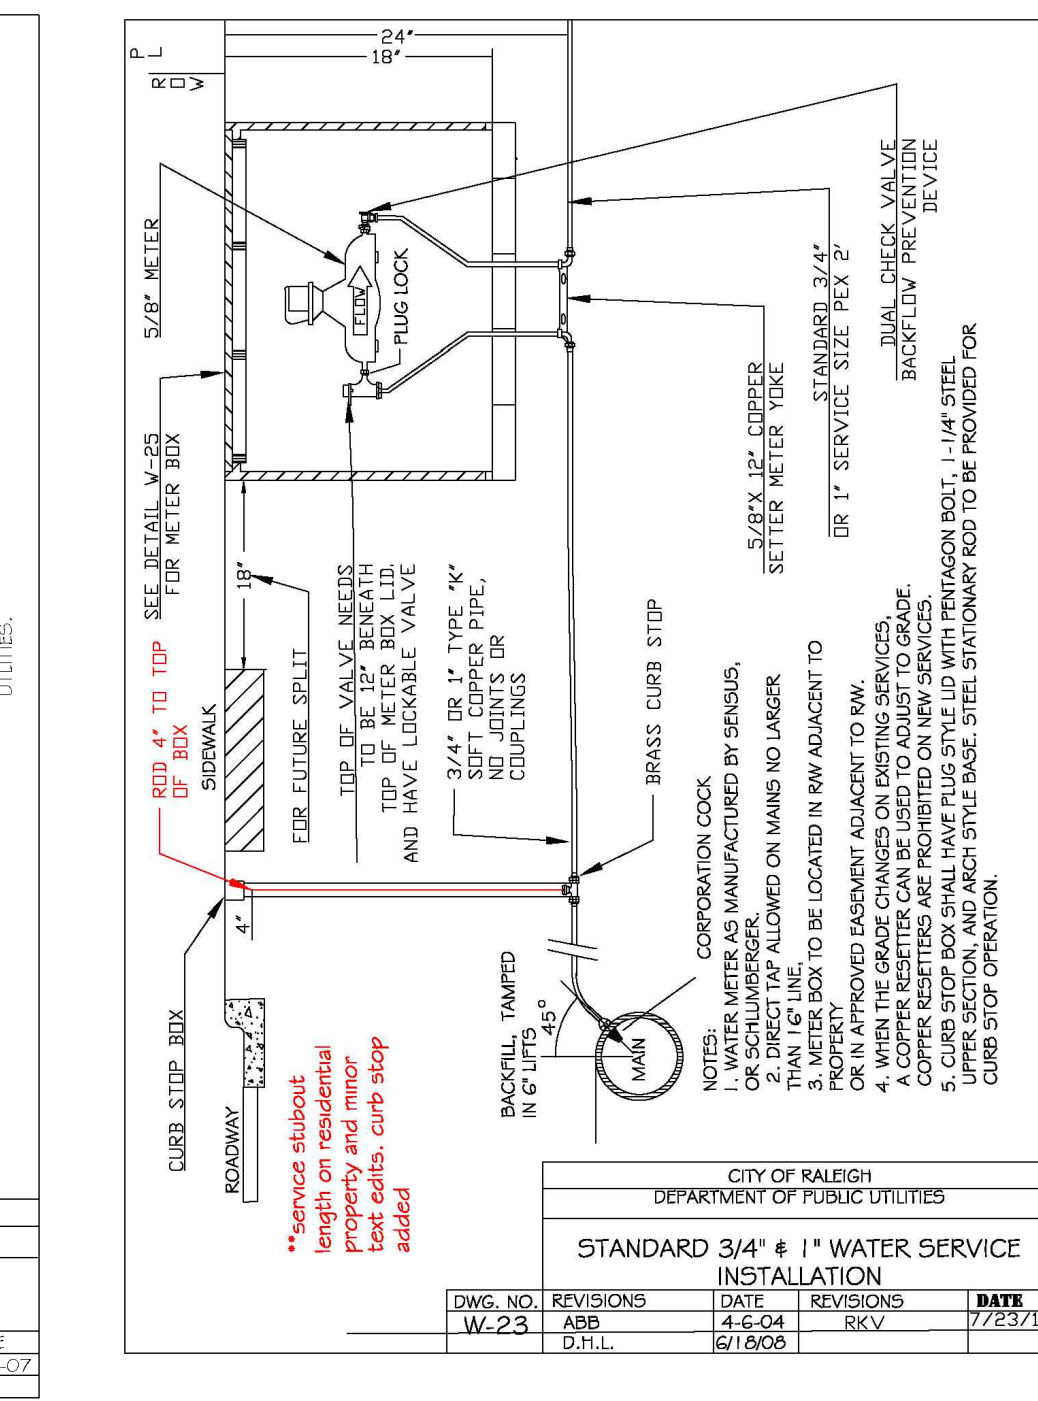 24"
18"
P
L
ROW
5/8" METER
SEE DETAIL W-25
FOR METER BOX
ROD 4" TO TOP
OF BOX
SIDEWALK
CURB STOP BOX
ROADWAY
4"
18"
FOR FUTURE SPLIT
FLOW
PLUG LOCK
TOP OF VALVE NEEDS
TO BE 12" BENEATH
TOP OF METER BOX LID.
AND HAVE LOCKABLE VALVE
3/4" OR 1" TYPE "K"
SOFT COPPER PIPE,
NO JOINTS OR
COUPLINGS
BRASS CURB STOP
5/8"X 12" COPPER
SETTER METER YOKE
STANDARD 3/4"
OR 1" SERVICE SIZE PEX 2'
DUAL CHECK VALVE
BACKFLOW PREVENTION
DEVICE
**service stubout
length on residential
property and minor
text edits. curb stop
added
BACKFILL, TAMPED
IN 6" LIFTS
45°
MAIN
CORPORATION COCK
NOTES:
1. WATER METER AS MANUFACTURED BY SENSUS,
OR SCHLUMBERGER.
2. DIRECT TAP ALLOWED ON MAINS NO LARGER
THAN 16" LINE,
3. METER BOX TO BE LOCATED IN R/W ADJACENT TO
PROPERTY
OR IN APPROVED EASEMENT ADJACENT TO R/W.
4. WHEN THE GRADE CHANGES ON EXISTING SERVICES,
A COPPER RESETTER CAN BE USED TO ADJUST TO GRADE.
COPPER RESETTERS ARE PROHIBITED ON NEW SERVICES.
5. CURB STOP BOX SHALL HAVE PLUG STYLE LID WITH PENTAGON BOLT, 1-1/4" STEEL
UPPER SECTION, AND ARCH STYLE BASE. STEEL STATIONARY ROD TO BE PROVIDED FOR
CURB STOP OPERATION.
CITY OF RALEIGH
DEPARTMENT OF PUBLIC UTILITIES
STANDARD 3/4" & 1" WATER SERVICE
INSTALLATION
DWG. NO. REVISIONS DATE REVISIONS DATE
W-23 ABB 4-6-04 RKV 7/23/1
D.H.L. 6/18/08
UTILITIES.
-07